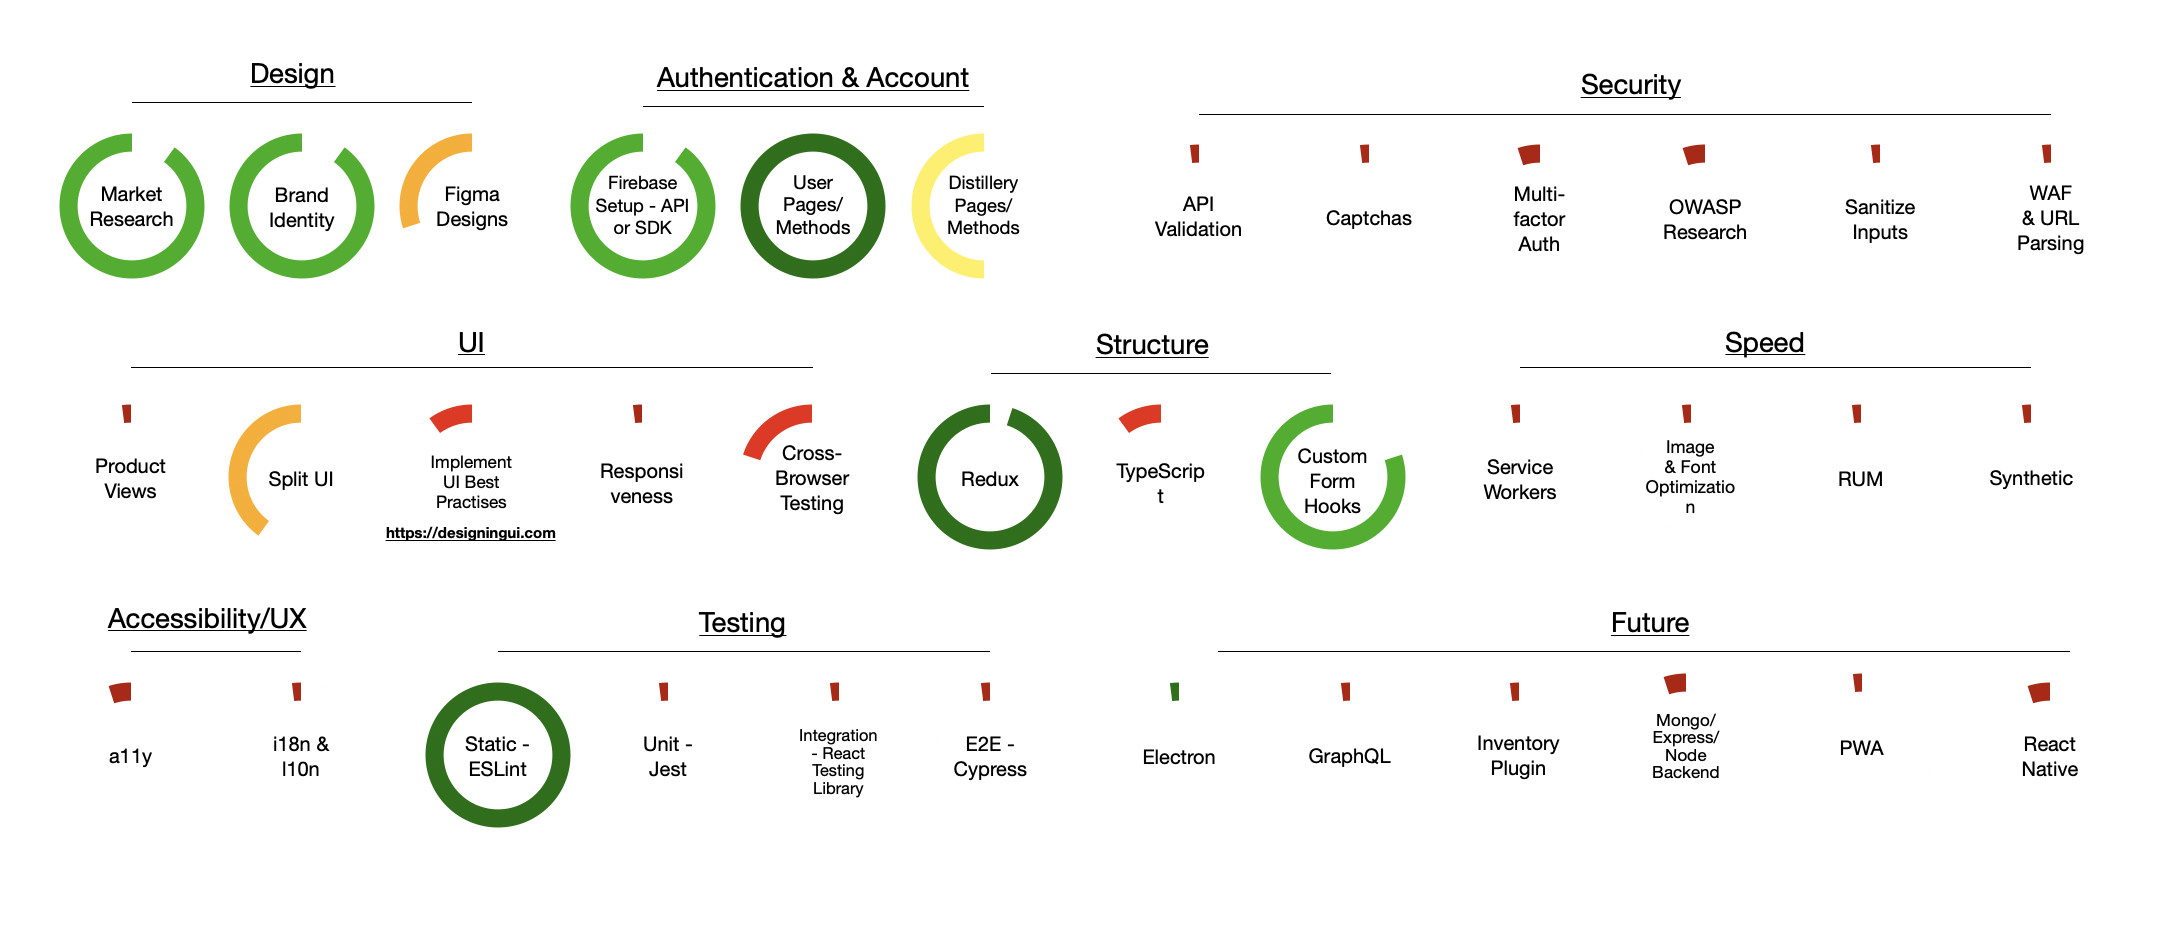 Design
Authentication & Account
Security
Market
Research
Brand
Identity
Figma
Designs
Firebase
Setup - API
or SDK
User
Pages/
Methods
Distillery
Pages/
Methods
API
Validation
Captchas
Multi-
factor
Auth
OWASP
Research
Sanitize
Inputs
WAF
& URL
Parsing
UI
Structure
Speed
Product
Views
Split UI
Implement
UI Best
Practises
https://designingui.com
Responsi
veness
Cross-
Browser
Testing
Redux
TypeScrip
t
Custom
Form
Hooks
Service
Workers
Image
& Font
Optimizatio
n
RUM
Synthetic
Accessibility/UX
Testing
Future
a11y
i18n &
l10n
Static -
ESLint
Unit -
Jest
Integration
- React
Testing
Library
E2E -
Cypress
Electron
GraphQL
Inventory
Plugin
Mongo/
Express/
Node
Backend
PWA
React
Native